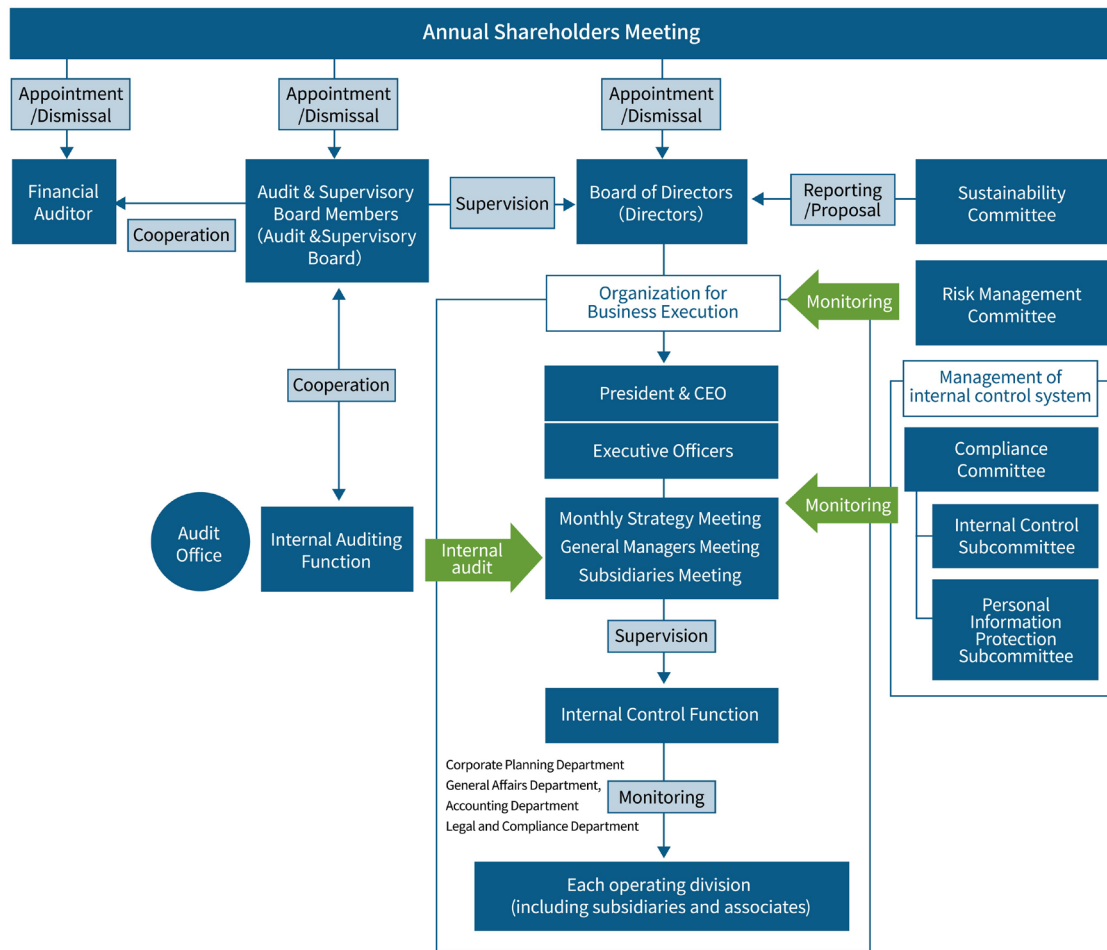 Annual Shareholders Meeting
Appointment
/Dismissal
Appointment
/Dismissal
Appointment
/Dismissal
Financial
Auditor
Cooperation
Audit & Supervisory
Board Members
(Audit &Supervisory
Board)
Supervision
Board of Directors
(Directors)
Reporting
/Proposal
Sustainability
Committee
Organization for
Business Execution
Monitoring
Risk Management
Committee
Cooperation
President & CEO
Management of
internal control system
Executive Officers
Compliance
Committee
Monitoring
Audit
Office
Internal Auditing
Function
Internal
audit
Monthly Strategy Meeting
General Managers Meeting
Subsidiaries Meeting
Internal Control
Subcommittee
Personal
Information
Protection
Subcommittee
Supervision
Internal Control Function
Corporate Planning Department
General Affairs Department,
Accounting Department
Legal and Compliance Department
Monitoring
Each operating division
(including subsidiaries and associates)